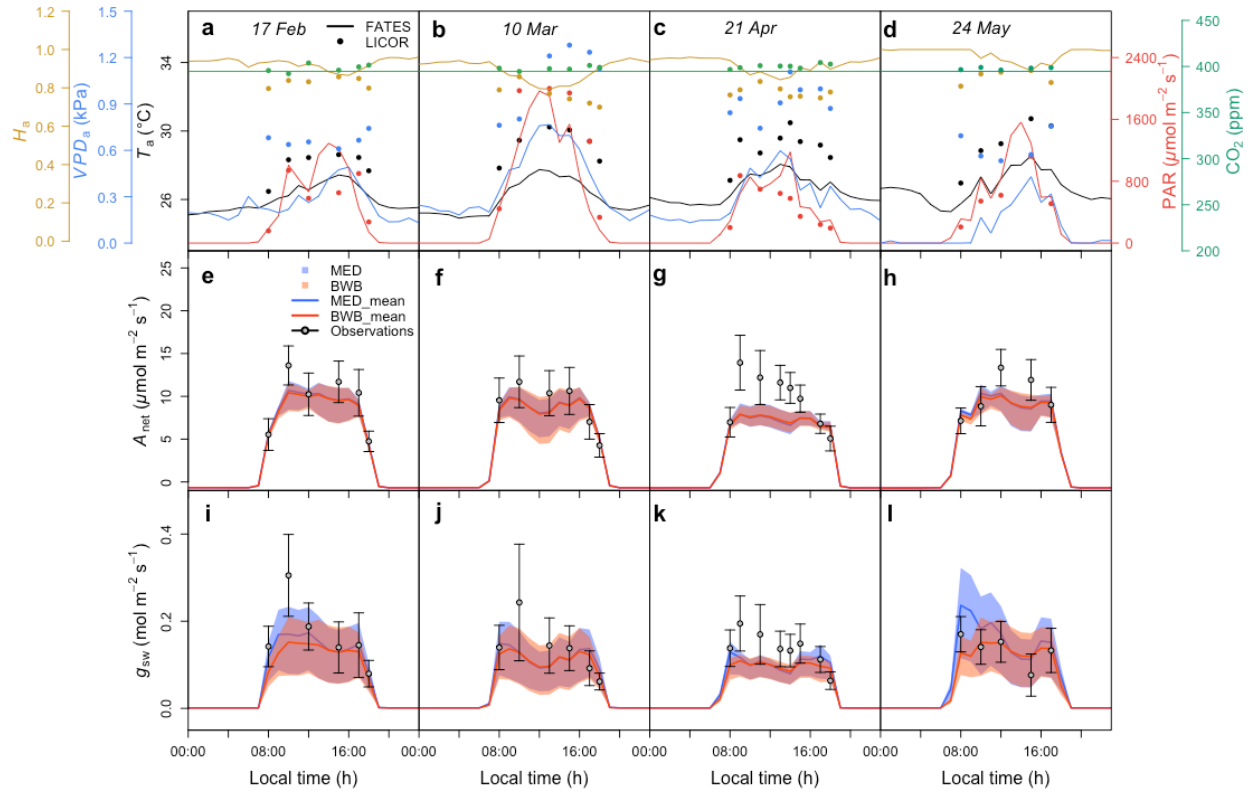 a 17 Feb
FATES
LICOR
b 10 Mar
c 21 Apr
d 24 May
H_a
1.2
1.0
0.8
0.6
0.4
0.2
0.0
VPD_a (kPa)
1.5
1.2
0.9
0.6
0.3
0.0
T_a (°C)
34
30
26
PAR (µmol m⁻² s⁻¹)
2400
1600
800
0
CO₂ (ppm)
450
400
350
300
250
200
e
MED
BWB
MED_mean
BWB_mean
Observations
f
g
h
A_net (µmol m⁻² s⁻¹)
25
20
15
10
5
0
i
j
k
l
g_sw (mol m⁻² s⁻¹)
0.4
0.2
0.0
00:00 08:00 16:00 00:00 08:00 16:00 00:00 08:00 16:00 00:00 08:00 16:00
Local time (h) Local time (h) Local time (h) Local time (h)